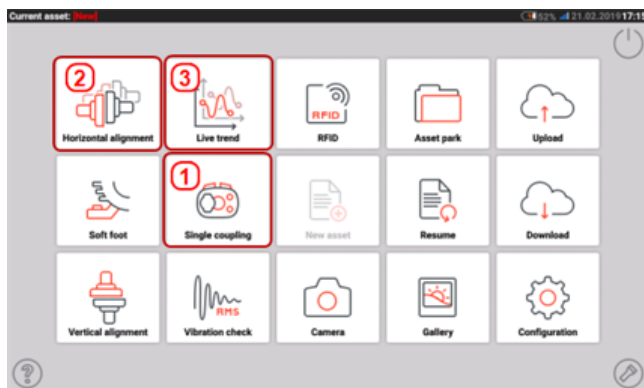 Current asset: [New]
52% 21.02.2019 17:15
2
3
RFID
Horizontal alignment
Live trend
RFID
Asset park
Upload
1
Soft foot
Single coupling
New asset
Resume
Download
RMS
Vertical alignment
Vibration check
Camera
Gallery
Configuration
?